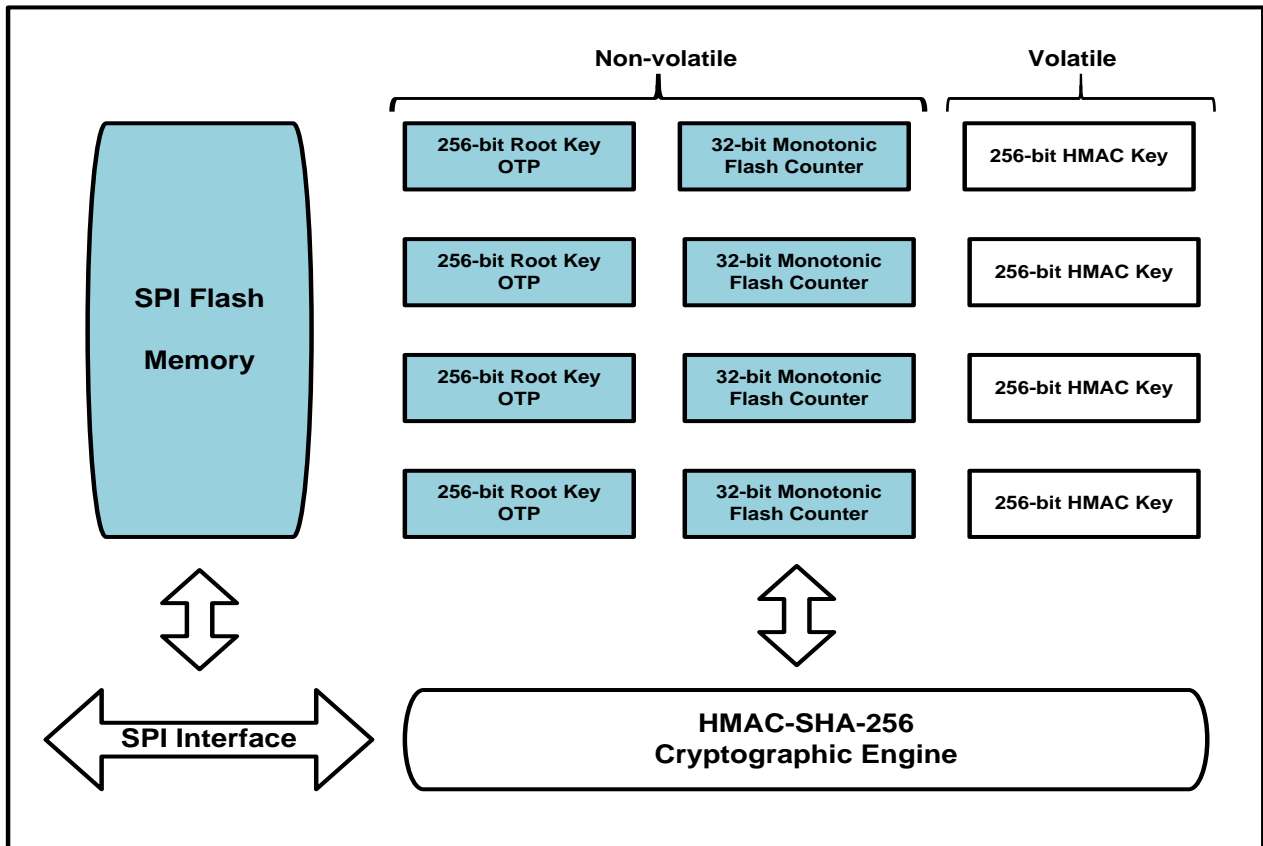 Non-volatile
Volatile
256-bit Root Key
OTP
32-bit Monotonic
Flash Counter
256-bit HMAC Key
256-bit Root Key
OTP
32-bit Monotonic
Flash Counter
256-bit HMAC Key
SPI Flash
Memory
256-bit Root Key
OTP
32-bit Monotonic
Flash Counter
256-bit HMAC Key
256-bit Root Key
OTP
32-bit Monotonic
Flash Counter
256-bit HMAC Key
SPI Interface
HMAC-SHA-256
Cryptographic Engine